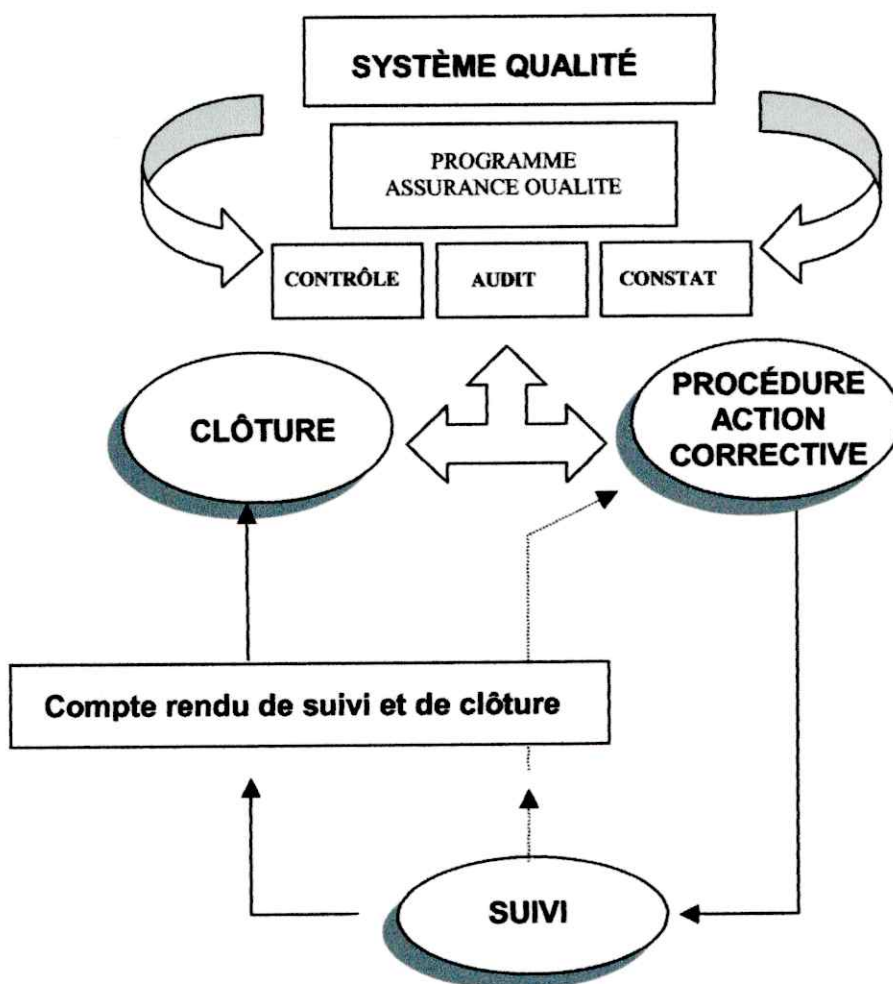 SYSTÈME QUALITÉ
PROGRAMME
ASSURANCE OUALITE
CONTRÔLE
AUDIT
CONSTAT
CLÔTURE
PROCÉDURE
ACTION
CORRECTIVE
Compte rendu de suivi et de clôture
SUIVI